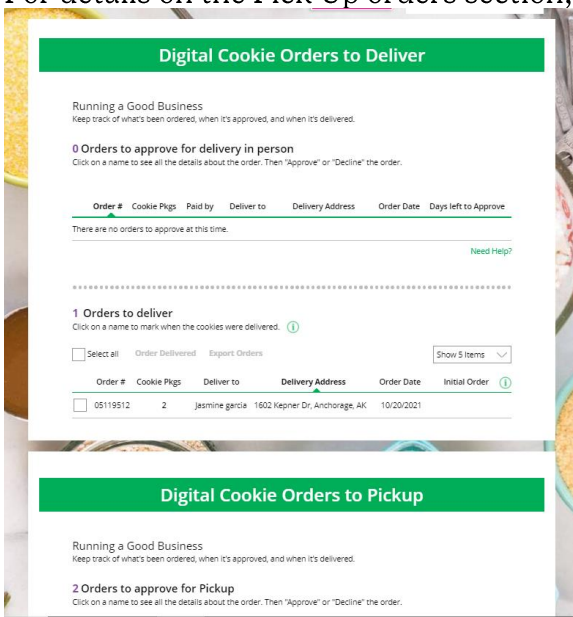 For details on the Pick Up orders section,
Digital Cookie Orders to Deliver
Running a Good Business
Keep track of what's been ordered, when it's approved, and when it's delivered.
0 Orders to approve for delivery in person
Click on a name to see all the details about the order. Then "Approve" or "Decline" the order.
Order # Cookie Pkgs Paid by Deliver to Delivery Address Order Date Days left to Approve
There are no orders to approve at this time.
Need Help?
1 Orders to deliver
Click on a name to mark when the cookies were delivered. i
Select all Order Delivered Export Orders Show 5 Items
Order # Cookie Pkgs Deliver to Delivery Address Order Date Initial Order i
05119512 2 Jasmine garcia 1602 Kepner Dr, Anchorage, AK 10/20/2021
Digital Cookie Orders to Pickup
Running a Good Business
Keep track of what's been ordered, when it's approved, and when it's delivered.
2 Orders to approve for Pickup
Click on a name to see all the details about the order. Then "Approve" or "Decline" the order.